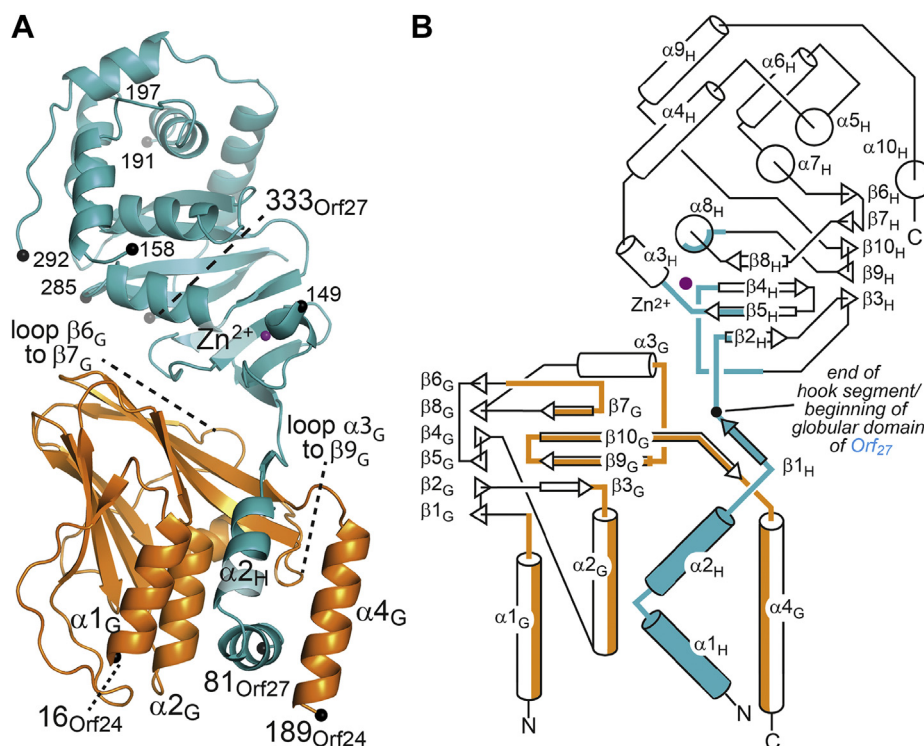 A
197
191
333Orf27
292
158
285
149
Zn2+
loop β6G
to β7G
loop α3G
to
β9G
α2H
α1G
α4G
81Orf27
16Orf24
α2G
189Orf24
B
α9H
α6H
α4H
α5H
α10H
α7H
β6H
α8H
β7H
C
α3H
β10H
β8H
β9H
β4H
Zn2+
β3H
β5H
β2H
α3G
β6G
end of
hook segment/
beginning of
globular domain
of Orf27
β8G
β7G
β4G
β10G
β5G
β9G
β1H
β2G
β3G
β1G
α2G
α2H
α1G
α4G
α1H
N
N
C